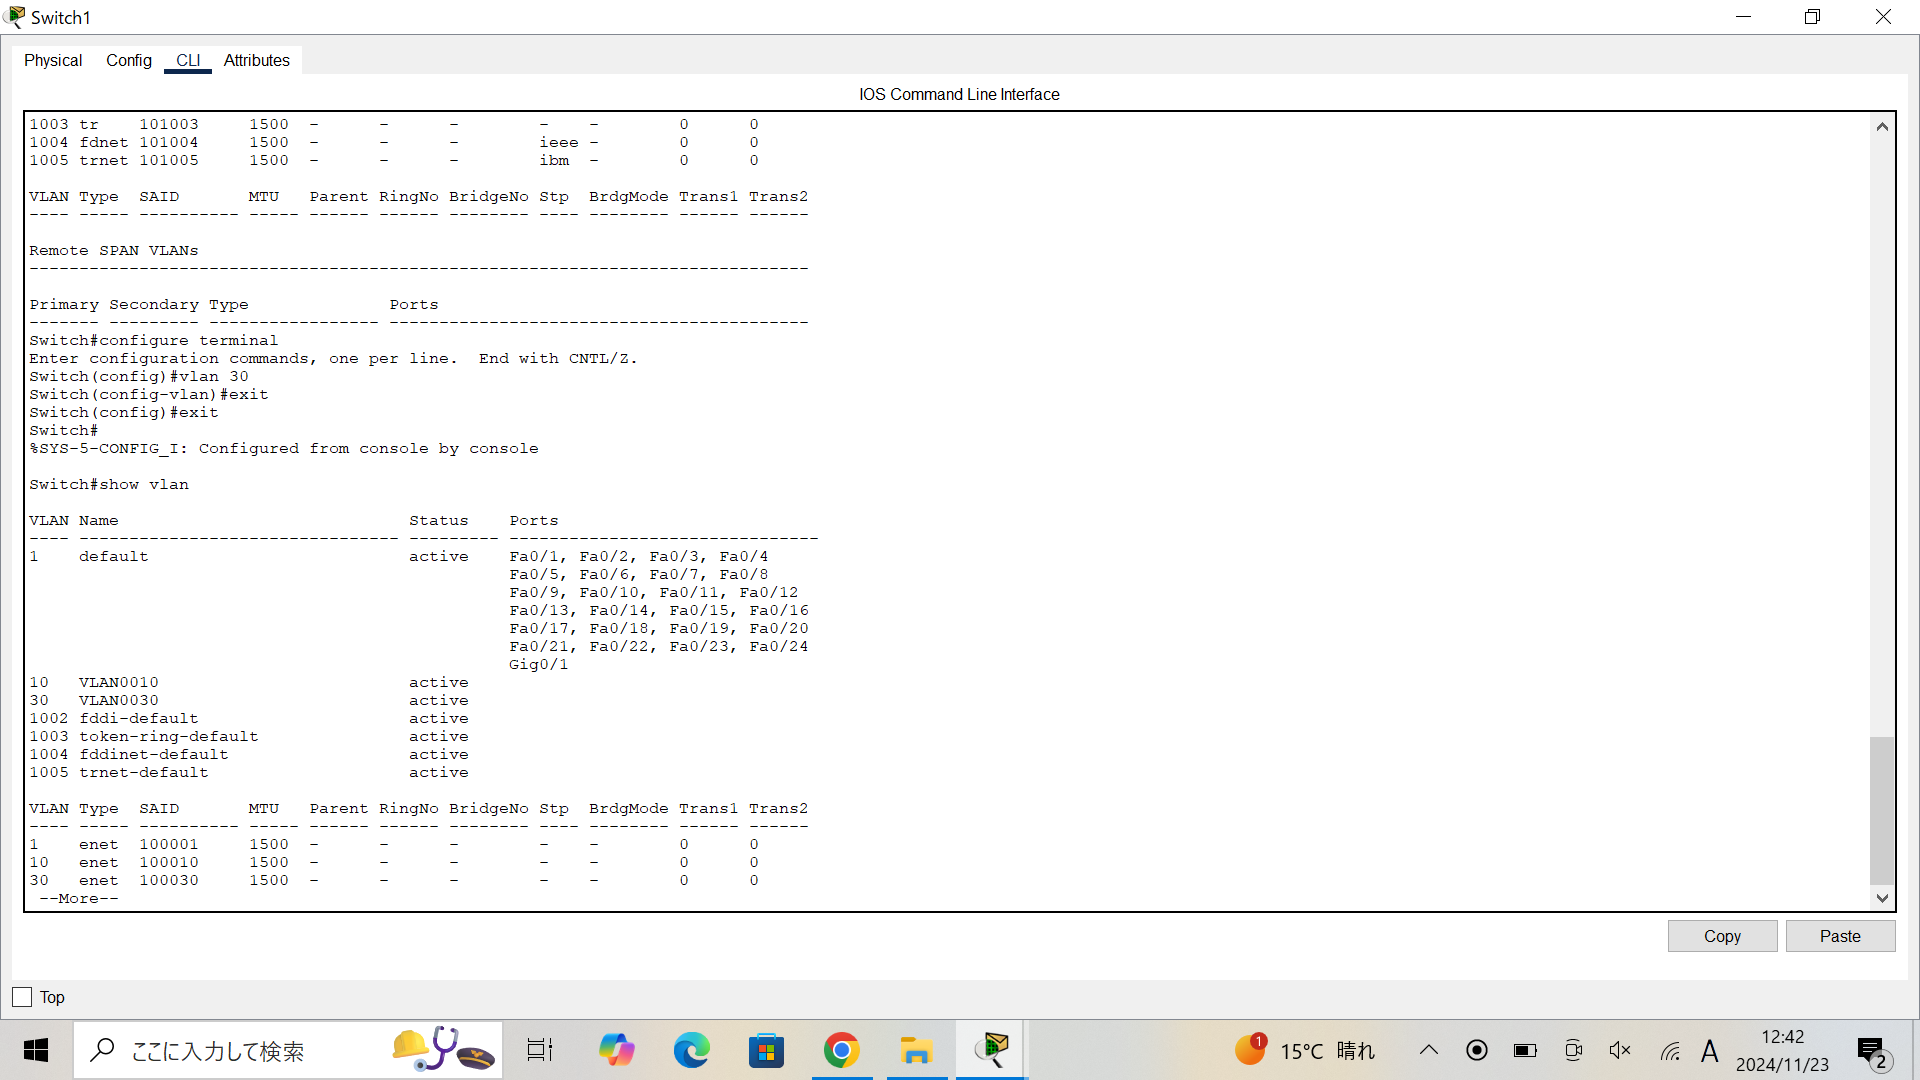 Switch1
Physical Config CLI Attributes
IOS Command Line Interface
1003 tr    101003     1500  -      -      -        -    -        0      0
1004 fdnet 101004     1500  -      -      -        ieee -        0      0
1005 trnet 101005     1500  -      -      -        ibm  -        0      0
VLAN Type  SAID       MTU   Parent RingNo BridgeNo Stp  BrdgMode Trans1 Trans2
---- ----- ---------- ----- ------ ------ -------- ---- -------- ------ ------
Remote SPAN VLANs
------------------------------------------------------------------------------
Primary Secondary Type              Ports
------- --------- ----------------- ------------------------------------------
Switch#configure terminal
Enter configuration commands, one per line.  End with CNTL/Z.
Switch(config)#vlan 30
Switch(config-vlan)#exit
Switch(config)#exit
Switch#
%SYS-5-CONFIG_I: Configured from console by console
Switch#show vlan
VLAN Name                             Status    Ports
---- -------------------------------- --------- -------------------------------
1    default                          active    Fa0/1, Fa0/2, Fa0/3, Fa0/4
Fa0/5, Fa0/6, Fa0/7, Fa0/8
Fa0/9, Fa0/10, Fa0/11, Fa0/12
Fa0/13, Fa0/14, Fa0/15, Fa0/16
Fa0/17, Fa0/18, Fa0/19, Fa0/20
Fa0/21, Fa0/22, Fa0/23, Fa0/24
Gig0/1
10   VLAN0010                         active
30   VLAN0030                         active
1002 fddi-default                     active
1003 token-ring-default               active
1004 fddinet-default                  active
1005 trnet-default                    active
VLAN Type  SAID       MTU   Parent RingNo BridgeNo Stp  BrdgMode Trans1 Trans2
---- ----- ---------- ----- ------ ------ -------- ---- -------- ------ ------
1    enet  100001     1500  -      -      -        -    -        0      0
10   enet  100010     1500  -      -      -        -    -        0      0
30   enet  100030     1500  -      -      -        -    -        0      0
--More--
Copy Paste
Top
ここに入力して検索
1 15°C 晴れ A 12:42
2024/11/23 2